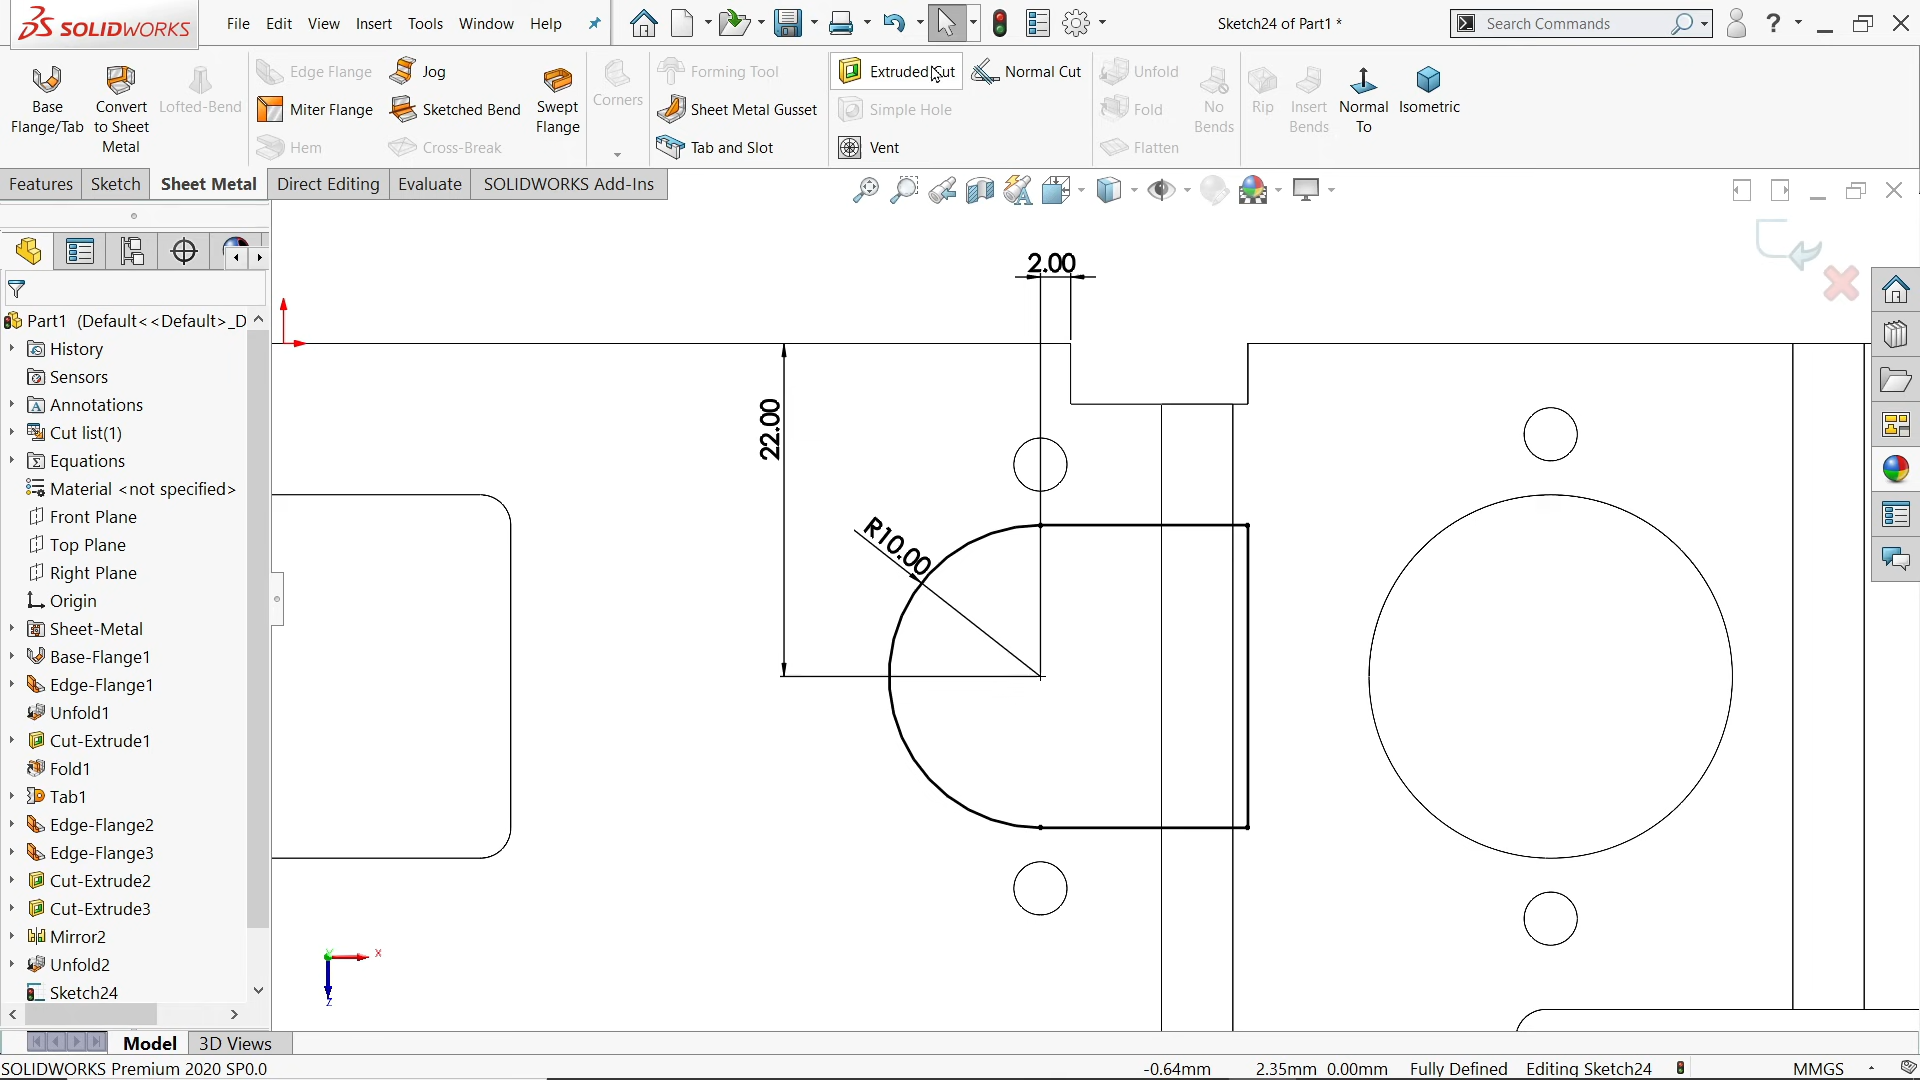 SOLIDWORKS
File Edit View Insert Tools Window Help
Sketch24 of Part1 *
Search Commands
?
Base Flange/Tab
Convert to Sheet Metal
Lofted-Bend
Edge Flange
Miter Flange
Hem
Jog
Sketched Bend
Cross-Break
Swept Flange
Corners
Forming Tool
Sheet Metal Gusset
Tab and Slot
Extruded Cut
Simple Hole
Vent
Normal Cut
Unfold
Fold
Flatten
No Bends
Rip
Insert Bends
Normal To
Isometric
Features Sketch Sheet Metal Direct Editing Evaluate SOLIDWORKS Add-Ins
Part1 (Default<<Default>_D
History
Sensors
Annotations
Cut list(1)
Equations
Material <not specified>
Front Plane
Top Plane
Right Plane
Origin
Sheet-Metal
Base-Flange1
Edge-Flange1
Unfold1
Cut-Extrude1
Fold1
Tab1
Edge-Flange2
Edge-Flange3
Cut-Extrude2
Cut-Extrude3
Mirror2
Unfold2
Sketch24
2.00
22.00
R10.00
Y
X
Z
Model 3D Views
SOLIDWORKS Premium 2020 SP0.0
-0.64mm 2.35mm 0.00mm Fully Defined Editing Sketch24 MMGS